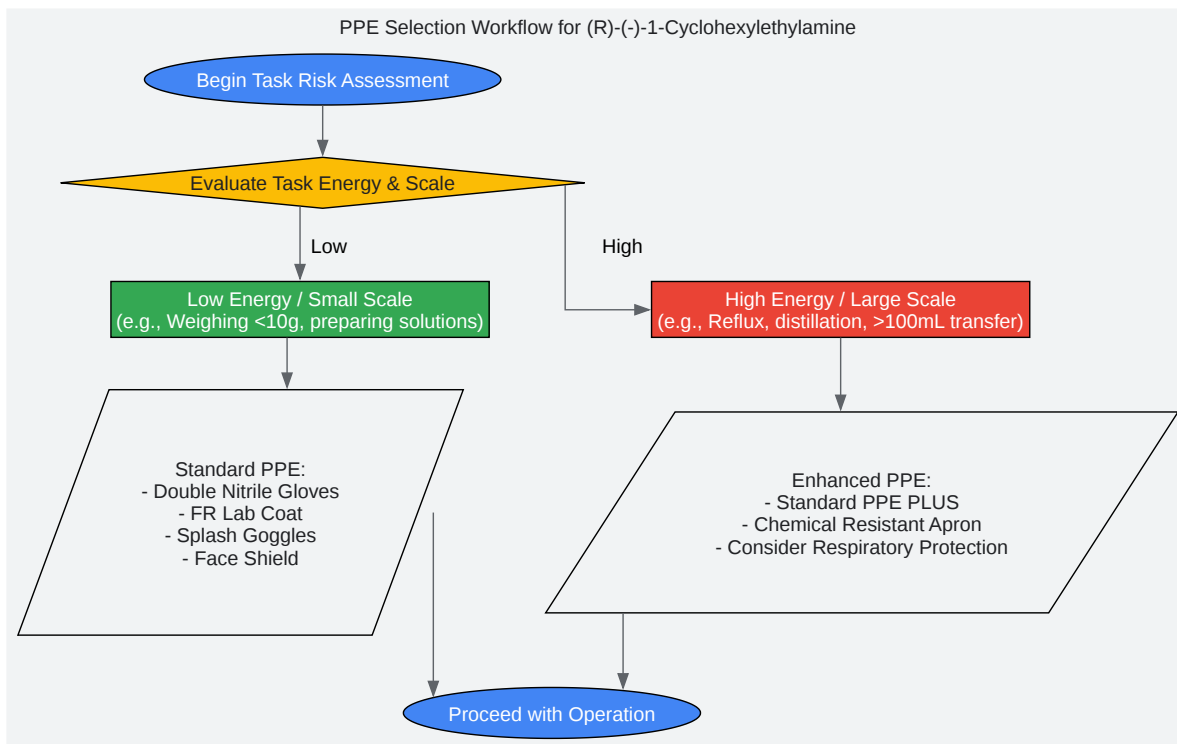 PPE Selection Workflow for (R)-(-)-1-Cyclohexylethylamine
Begin Task Risk Assessment
Evaluate Task Energy & Scale
Low
High
Low Energy / Small Scale
(e.g., Weighing <10g, preparing solutions)
High Energy / Large Scale
(e.g., Reflux, distillation, >100mL transfer)
Standard PPE:
- Double Nitrile Gloves
- FR Lab Coat
- Splash Goggles
- Face Shield
Enhanced PPE:
- Standard PPE PLUS
- Chemical Resistant Apron
- Consider Respiratory Protection
Proceed with Operation